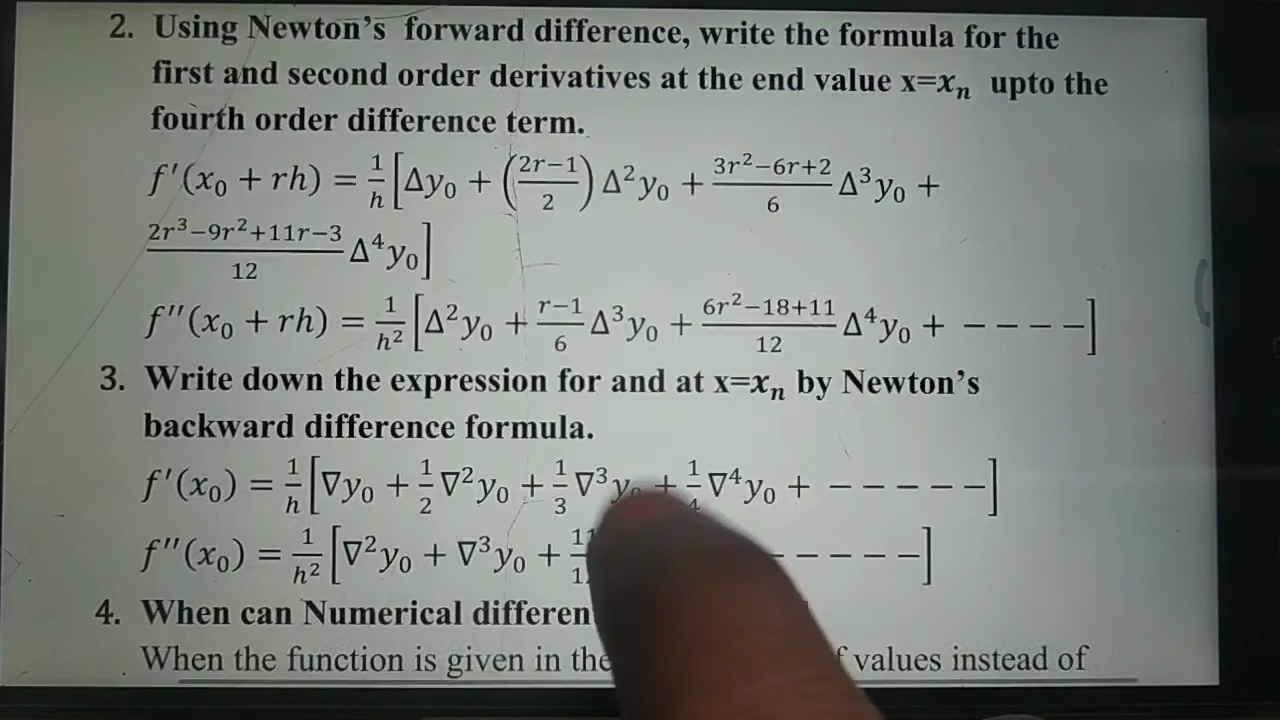 2. Using Newton's forward difference, write the formula for the
first and second order derivatives at the end value x=xₙ upto the
fourth order difference term.
f′(x₀ + rh) = 1/h [Δy₀ + ((2r−1)/2) Δ²y₀ + (3r²−6r+2)/6 Δ³y₀ +
(2r³−9r²+11r−3)/12 Δ⁴y₀]
f″(x₀ + rh) = 1/h² [Δ²y₀ + (r−1)/6 Δ³y₀ + (6r²−18+11)/12 Δ⁴y₀ + − − − −]
3. Write down the expression for and at x=xₙ by Newton's
backward difference formula.
f′(x₀) = 1/h [∇y₀ + 1/2 ∇²y₀ + 1/3 ∇³y₀ + 1/4 ∇⁴y₀ + − − − − −]
f″(x₀) = 1/h² [∇²y₀ + ∇³y₀ + − − − −]
4. When can Numerical
When the function is given in the values instead of